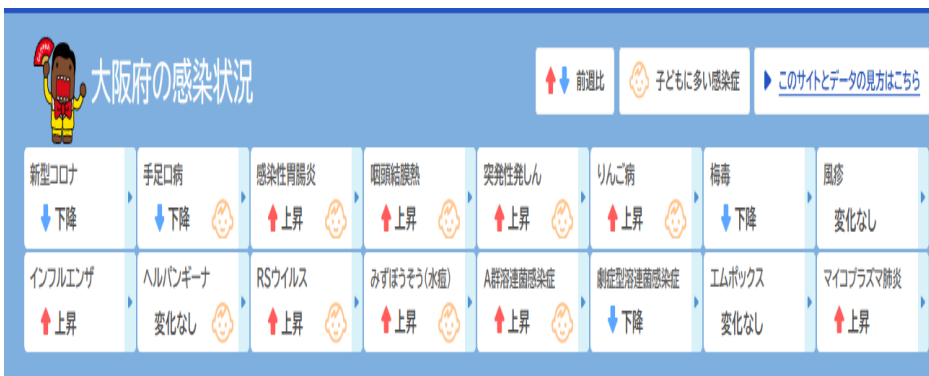 大阪府の感染状況
前週比
子どもに多い感染症
このサイトとデータの見方はこちら
新型コロナ
下降
手足口病
下降
感染性胃腸炎
上昇
咽頭結膜熱
上昇
突発性発しん
上昇
りんご病
上昇
梅毒
下降
風疹
変化なし
インフルエンザ
上昇
ヘルパンギーナ
変化なし
RSウイルス
上昇
みずぼうそう(水痘)
上昇
A群溶連菌感染症
上昇
劇症型溶連菌感染症
下降
エムポックス
変化なし
マイコプラズマ肺炎
上昇